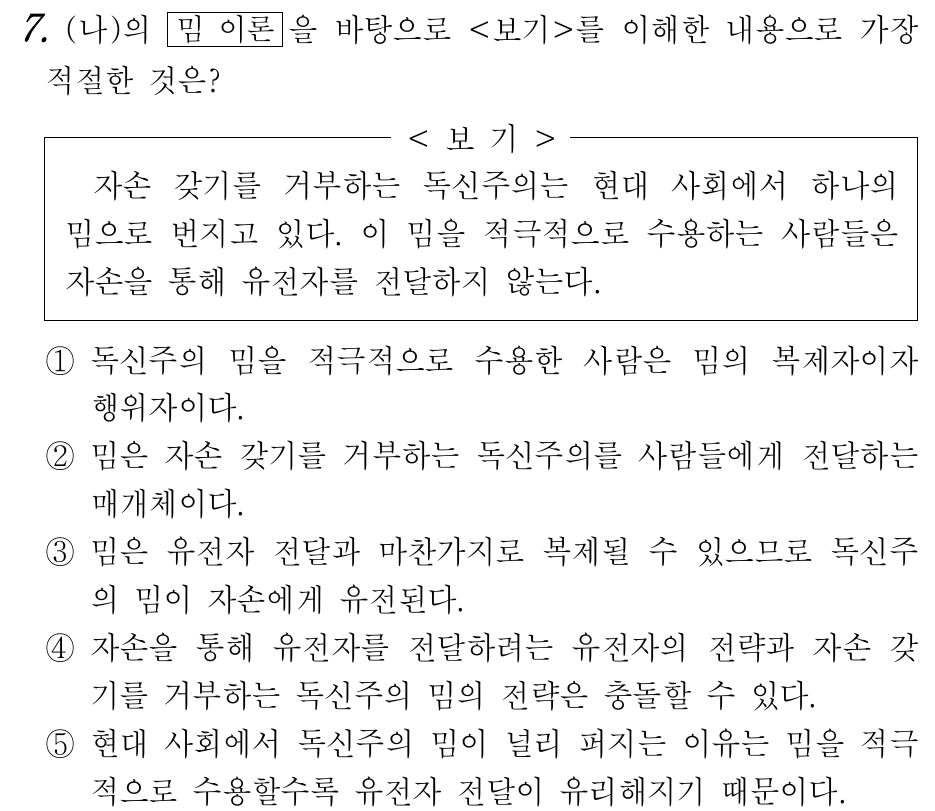 7. (나)의 밈 이론을 바탕으로 <보기>를 이해한 내용으로 가장
적절한 것은?
< 보 기 >
자손 갖기를 거부하는 독신주의는 현대 사회에서 하나의
밈으로 번지고 있다. 이 밈을 적극적으로 수용하는 사람들은
자손을 통해 유전자를 전달하지 않는다.
① 독신주의 밈을 적극적으로 수용한 사람은 밈의 복제자이자
행위자이다.
② 밈은 자손 갖기를 거부하는 독신주의를 사람들에게 전달하는
매개체이다.
③ 밈은 유전자 전달과 마찬가지로 복제될 수 있으므로 독신주
의 밈이 자손에게 유전된다.
④ 자손을 통해 유전자를 전달하려는 유전자의 전략과 자손 갖
기를 거부하는 독신주의 밈의 전략은 충돌할 수 있다.
⑤ 현대 사회에서 독신주의 밈이 널리 퍼지는 이유는 밈을 적극
적으로 수용할수록 유전자 전달이 유리해지기 때문이다.